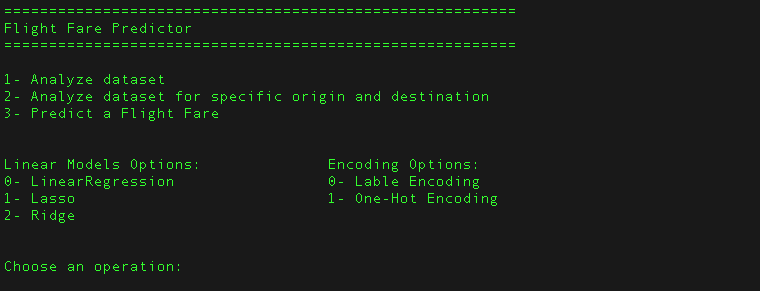 =========================================================
Flight Fare Predictor
=========================================================
1- Analyze dataset
2- Analyze dataset for specific origin and destination
3- Predict a Flight Fare
Linear Models Options: Encoding Options:
0- LinearRegression 0- Lable Encoding
1- Lasso 1- One-Hot Encoding
2- Ridge
Choose an operation: